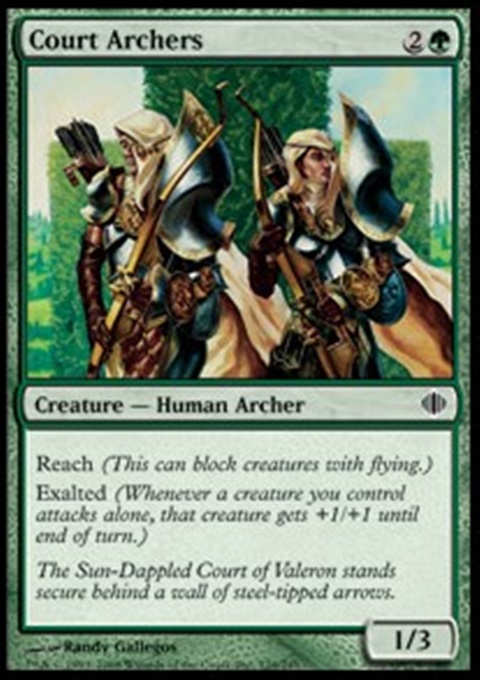 Court Archers 2
Creature — Human Archer
Reach (This can block creatures with flying.)
Exalted (Whenever a creature you control
attacks alone, that creature gets +1/+1 until
end of turn.)
The Sun-Dappled Court of Valeron stands
secure behind a wall of steel-tipped arrows.
Randy Gallegos
1/3